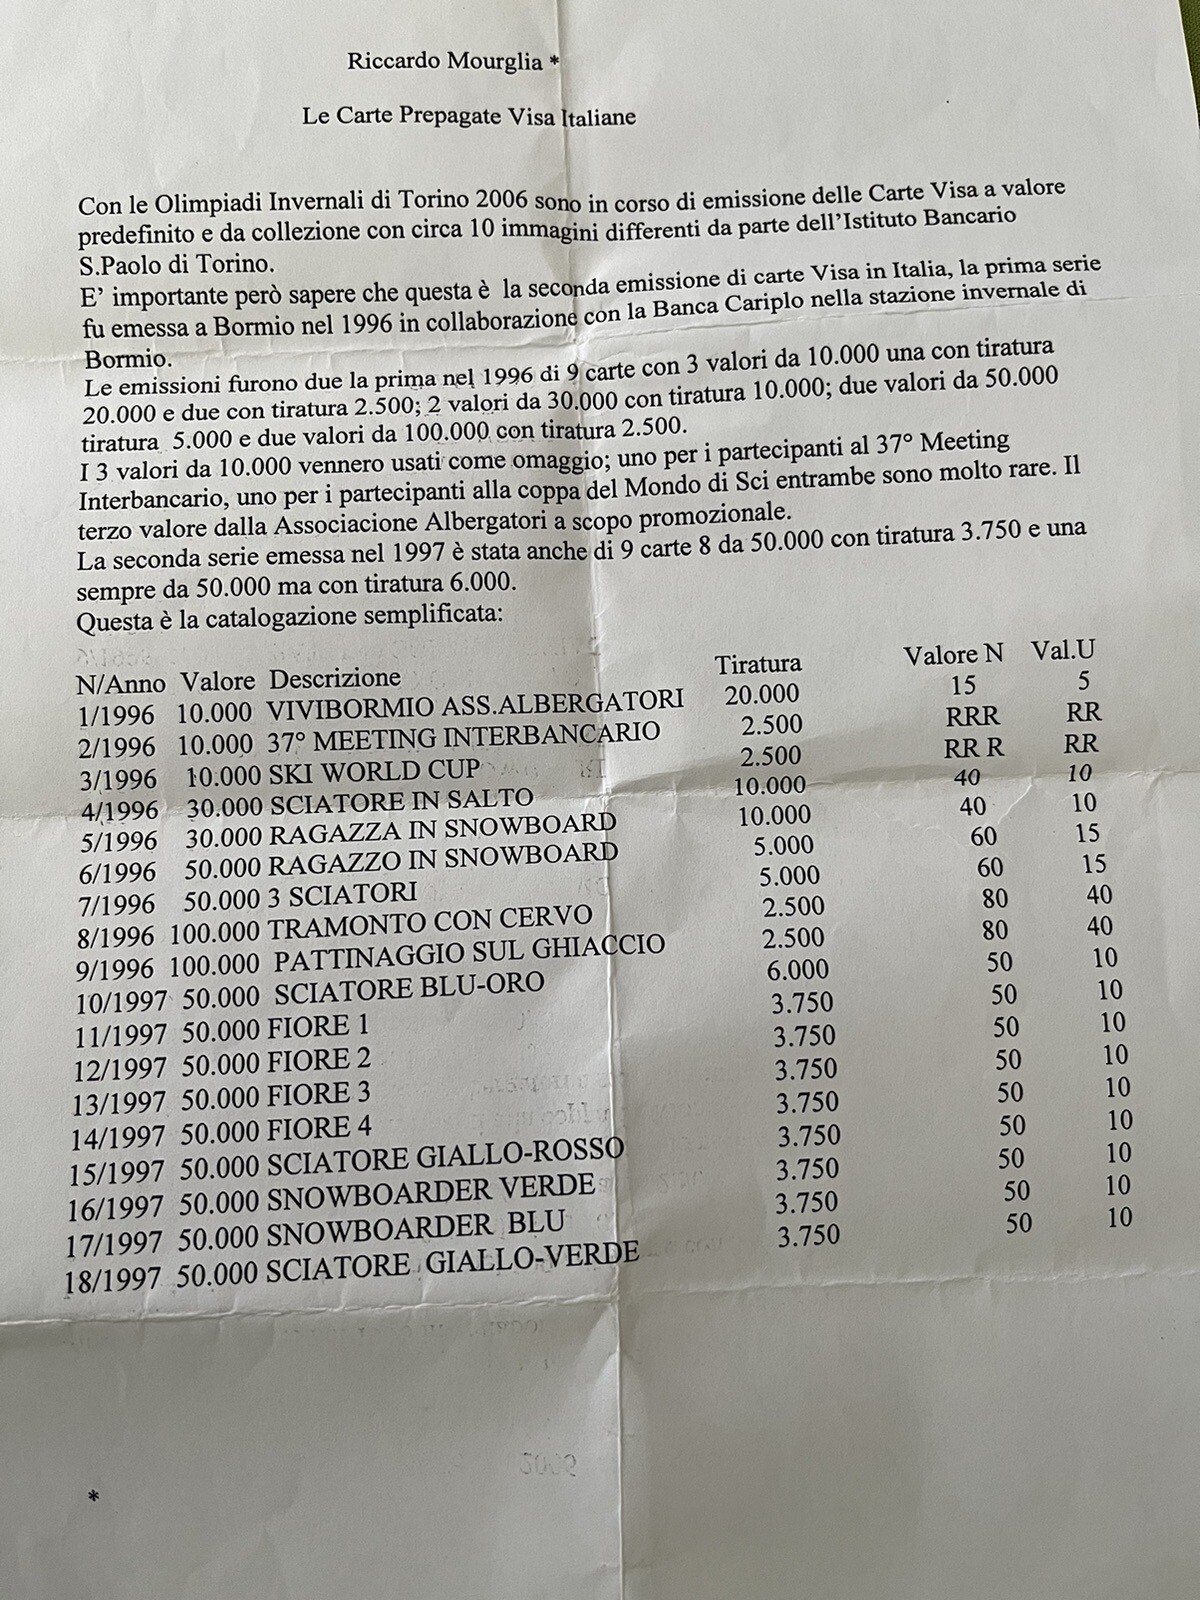 Riccardo Mourglia *
Le Carte Prepagate Visa Italiane
Con le Olimpiadi Invernali di Torino 2006 sono in corso di emissione delle Carte Visa a valore
predefinito e da collezione con circa 10 immagini differenti da parte dell'Istituto Bancario
S.Paolo di Torino.
E' importante però sapere che questa è la seconda emissione di carte Visa in Italia, la prima serie
fu emessa a Bormio nel 1996 in collaborazione con la Banca Cariplo nella stazione invernale di
Bormio.
Le emissioni furono due la prima nel 1996 di 9 carte con 3 valori da 10.000 una con tiratura
20.000 e due con tiratura 2.500; 2 valori da 30.000 con tiratura 10.000; due valori da 50.000
tiratura 5.000 e due valori da 100.000 con tiratura 2.500.
I 3 valori da 10.000 vennero usati come omaggio; uno per i partecipanti al 37° Meeting
Interbancario, uno per i partecipanti alla coppa del Mondo di Sci entrambe sono molto rare. Il
terzo valore dalla Associacione Albergatori a scopo promozionale.
La seconda serie emessa nel 1997 è stata anche di 9 carte 8 da 50.000 con tiratura 3.750 e una
sempre da 50.000 ma con tiratura 6.000.
Questa è la catalogazione semplificata:
N/Anno Valore Descrizione Tiratura Valore N Val.U
1/1996 10.000 VIVIBORMIO ASS.ALBERGATORI 20.000 15 5
2/1996 10.000 37° MEETING INTERBANCARIO 2.500 RRR RR
3/1996 10.000 SKI WORLD CUP 2.500 RR R RR
4/1996 30.000 SCIATORE IN SALTO 10.000 40 10
5/1996 30.000 RAGAZZA IN SNOWBOARD 10.000 40 10
6/1996 50.000 RAGAZZO IN SNOWBOARD 5.000 60 15
7/1996 50.000 3 SCIATORI 5.000 60 15
8/1996 100.000 TRAMONTO CON CERVO 2.500 80 40
9/1996 100.000 PATTINAGGIO SUL GHIACCIO 2.500 80 40
10/1997 50.000 SCIATORE BLU-ORO 6.000 50 10
11/1997 50.000 FIORE 1 3.750 50 10
12/1997 50.000 FIORE 2 3.750 50 10
13/1997 50.000 FIORE 3 3.750 50 10
14/1997 50.000 FIORE 4 3.750 50 10
15/1997 50.000 SCIATORE GIALLO-ROSSO 3.750 50 10
16/1997 50.000 SNOWBOARDER VERDE 3.750 50 10
17/1997 50.000 SNOWBOARDER BLU 3.750 50 10
18/1997 50.000 SCIATORE GIALLO-VERDE 3.750 50 10
*